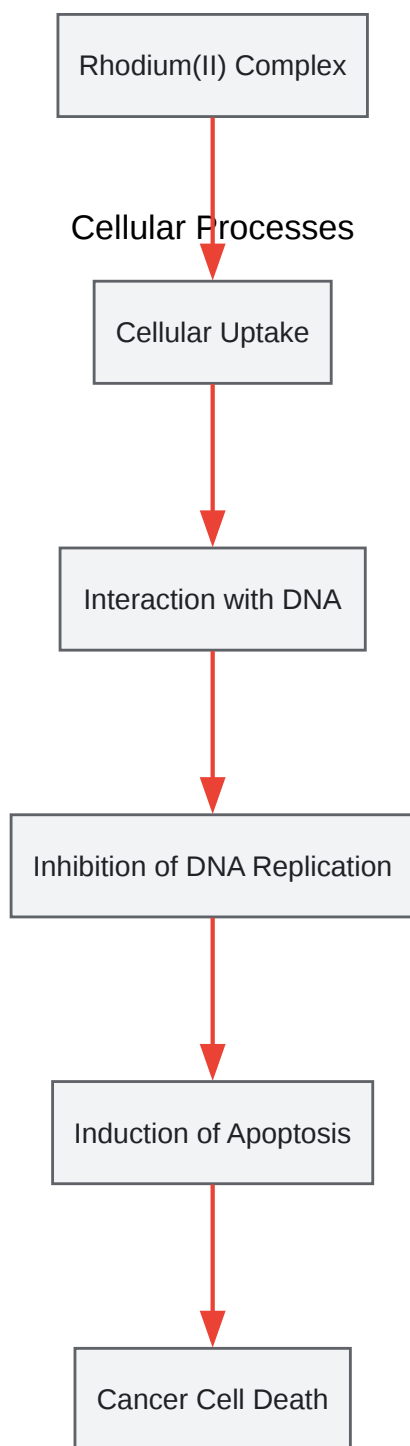 Rhodium(II) Complex
Cellular Processes
Cellular Uptake
Interaction with DNA
Inhibition of DNA Replication
Induction of Apoptosis
Cancer Cell Death